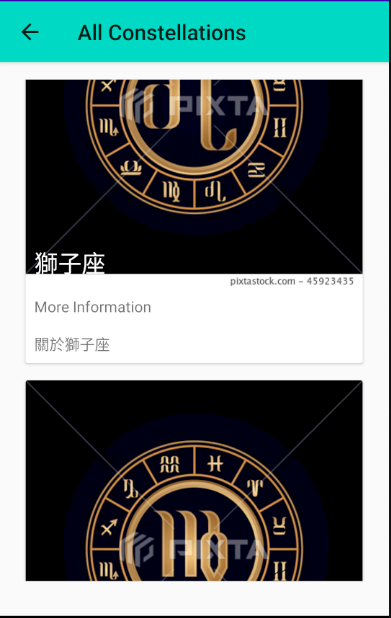 All Constellations
PIXTA
獅子座
pixtastock.com - 45923435
More Information
關於獅子座
PIXTA